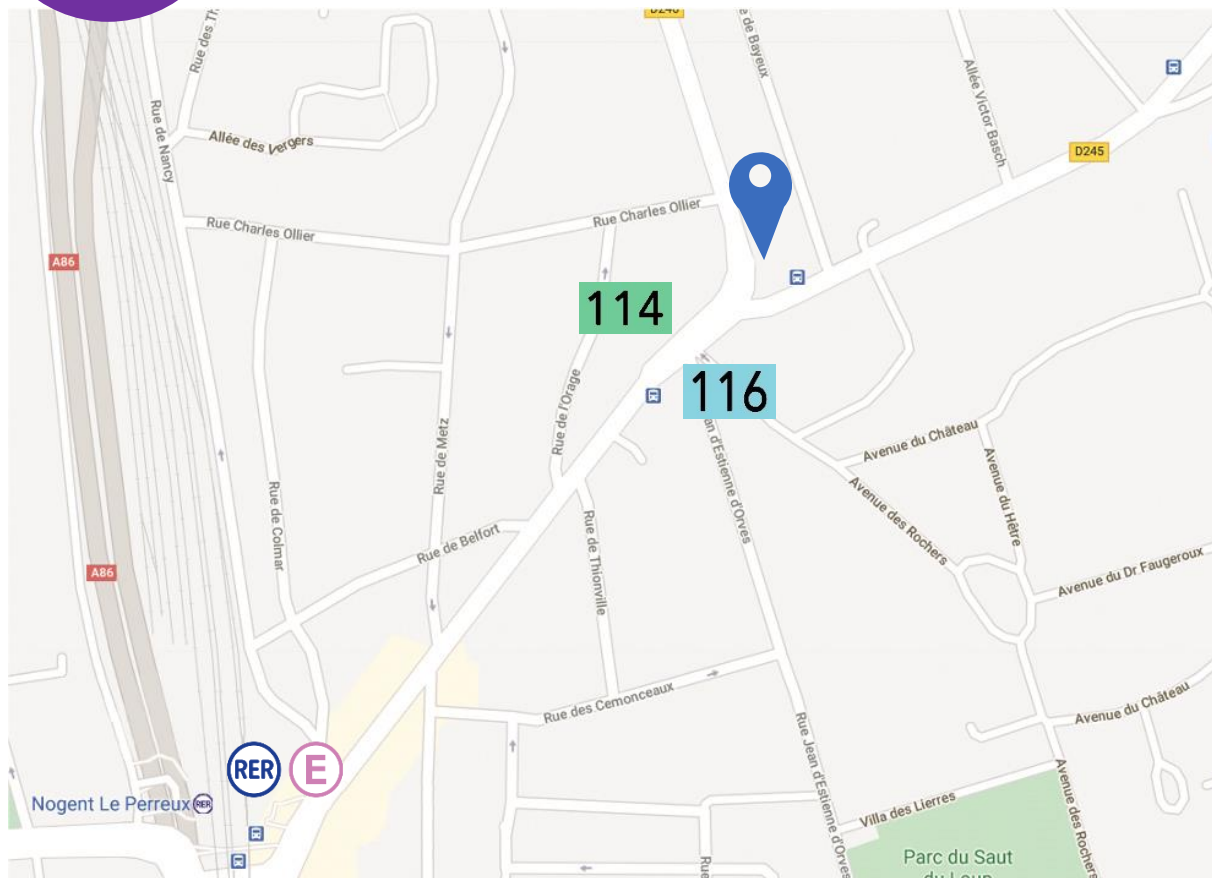 D245
Rue des Th
de Bayeux
Allée Victor Basch
Rue de Nancy
Allée des Vergers
D245
Rue Charles Ollier
Rue Charles Ollier
A86
114
116
Rue de l'Orage
Rue de Metz
Jean d'Estienne d'Orves
Avenue du Château
Avenue du Hêtre
Rue de Colmar
Rue de Belfort
Rue de Thionville
Avenue des Rochers
A86
Avenue du Dr Faugeroux
Rue des Cemonceaux
Avenue du Château
Rue Jean d'Estienne d'Orves
RER
E
Nogent Le Perreux
RER
Villa des Lierres
Avenue des Rochers
Rue
Parc du Saut
du Loup